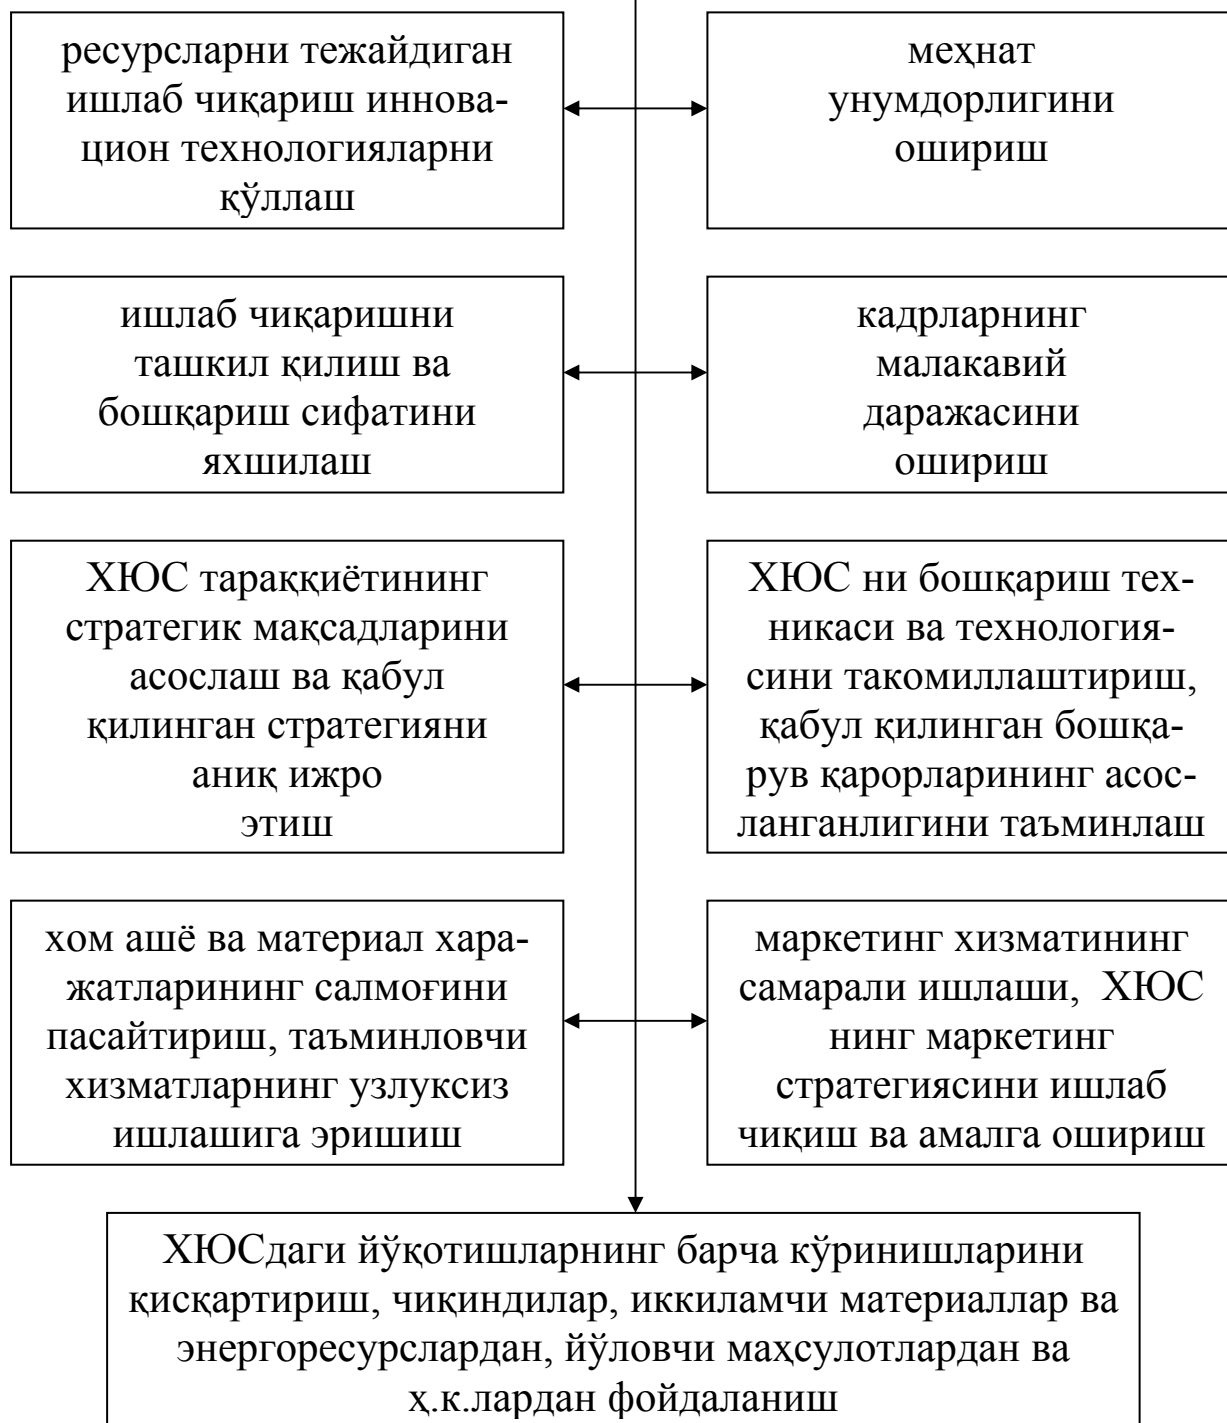 ресурсларни тежайдиган
ишлаб чиқариш иннова-
цион технологияларни
қўллаш
меҳнат
унумдорлигини
ошириш
ишлаб чиқаришни
ташкил қилиш ва
бошқариш сифатини
яхшилаш
кадрларнинг
малакавий
даражасини
ошириш
ХЮС тараққиётининг
стратегик мақсадларини
асослаш ва қабул
қилинган стратегияни
аниқ ижро
этиш
ХЮС ни бошқариш тех-
никаси ва технология-
сини такомиллаштириш,
қабул қилинган бошқа-
рув қарорларининг асос-
ланганлигини таъминлаш
хом ашё ва материал хара-
жатларининг салмоғини
пасайтириш, таъминловчи
хизматларнинг узлуксиз
ишлашига эришиш
маркетинг хизматининг
самарали ишлаши, ХЮС
нинг маркетинг
стратегиясини ишлаб
чиқиш ва амалга ошириш
ХЮСдаги йўқотишларнинг барча кўринишларини
қисқартириш, чиқиндилар, иккиламчи материаллар ва
энергоресурслардан, йўловчи маҳсулотлардан ва
ҳ.к.лардан фойдаланиш